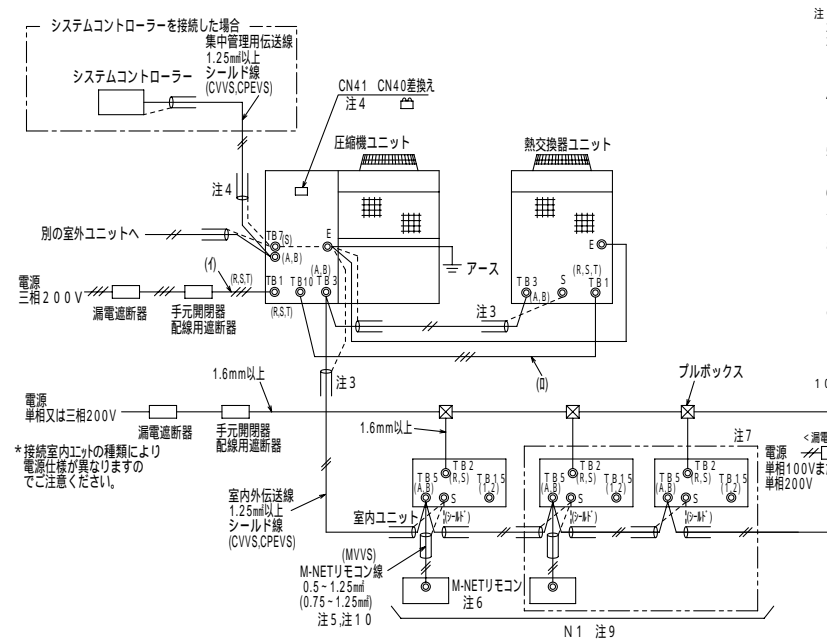 注
システムコントローラーを接続した場合
集中管理用伝送線
1.25㎟以上
シールド線
(CVVS,CPEVS)
システムコントローラー
CN41 CN40差換え
注4
圧縮機ユニット
熱交換器ユニット
注4
別の室外ユニットへ
TB7(S)
(A,B)
E
E
アース
電源
三相200V
漏電遮断器
手元開閉器
配線用遮断器
(イ)
(R,S,T)
TB1
TB10
TB3
(A,B)
(R,S,T)
TB3
(A,B)
S
(R,S,T)
TB1
注3
注3
(ロ)
プルボックス
電源
単相又は三相200V
漏電遮断器
手元開閉器
配線用遮断器
1.6mm以上
1.6mm以上
10
注7
<漏電
電源
単相100Vま
単相200V
*接続室内ユニットの種類により
電源仕様が異なりますの
でご注意ください。
TB2
TB5
(A,B)
(R,S)
TB15
(1,2)
S
TB2
TB5
(A,B)
(R,S)
TB15
(1,2)
S
TB2
TB5
(A,B)
(R,S)
TB15
(1,2)
S
室内外伝送線
1.25㎟以上
シールド線
(CVVS,CPEVS)
室内ユニット
(シールド)
(シールド)
(シールド)
(MVVS)
M-NETリモコン線
0.5~1.25㎟
(0.75~1.25㎟)
注5,注10
M-NETリモコン
注6
N1 注9